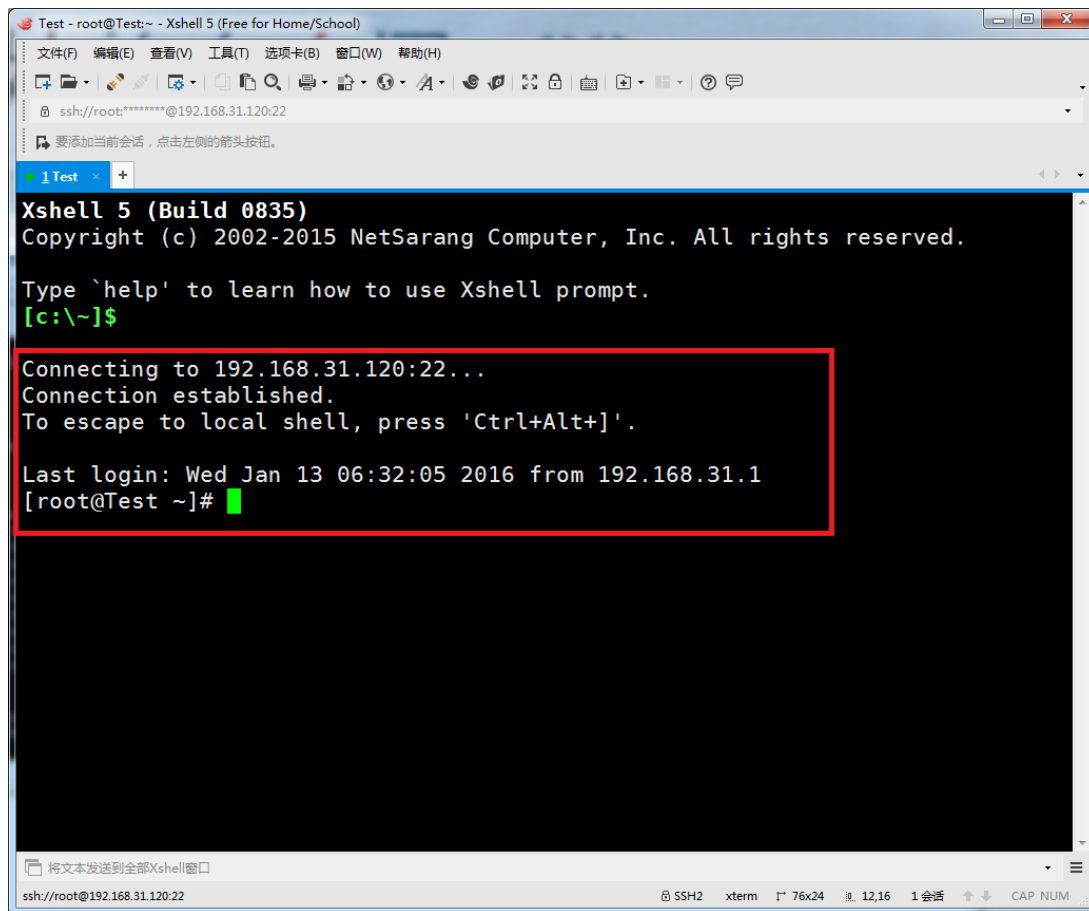 Test - root@Test:~ - Xshell 5 (Free for Home/School)
文件(F) 编辑(E) 查看(V) 工具(T) 选项卡(B) 窗口(W) 帮助(H)
ssh://root:********@192.168.31.120:22
要添加当前会话，点击左侧的箭头按钮。
1 Test × +
Xshell 5 (Build 0835)
Copyright (c) 2002-2015 NetSarang Computer, Inc. All rights reserved.
Type `help' to learn how to use Xshell prompt.
[c:\~]$
Connecting to 192.168.31.120:22...
Connection established.
To escape to local shell, press 'Ctrl+Alt+]'.
Last login: Wed Jan 13 06:32:05 2016 from 192.168.31.1
[root@Test ~]#
将文本发送到全部Xshell窗口
ssh://root@192.168.31.120:22 SSH2 xterm 76x24 12,16 1 会话 CAP NUM